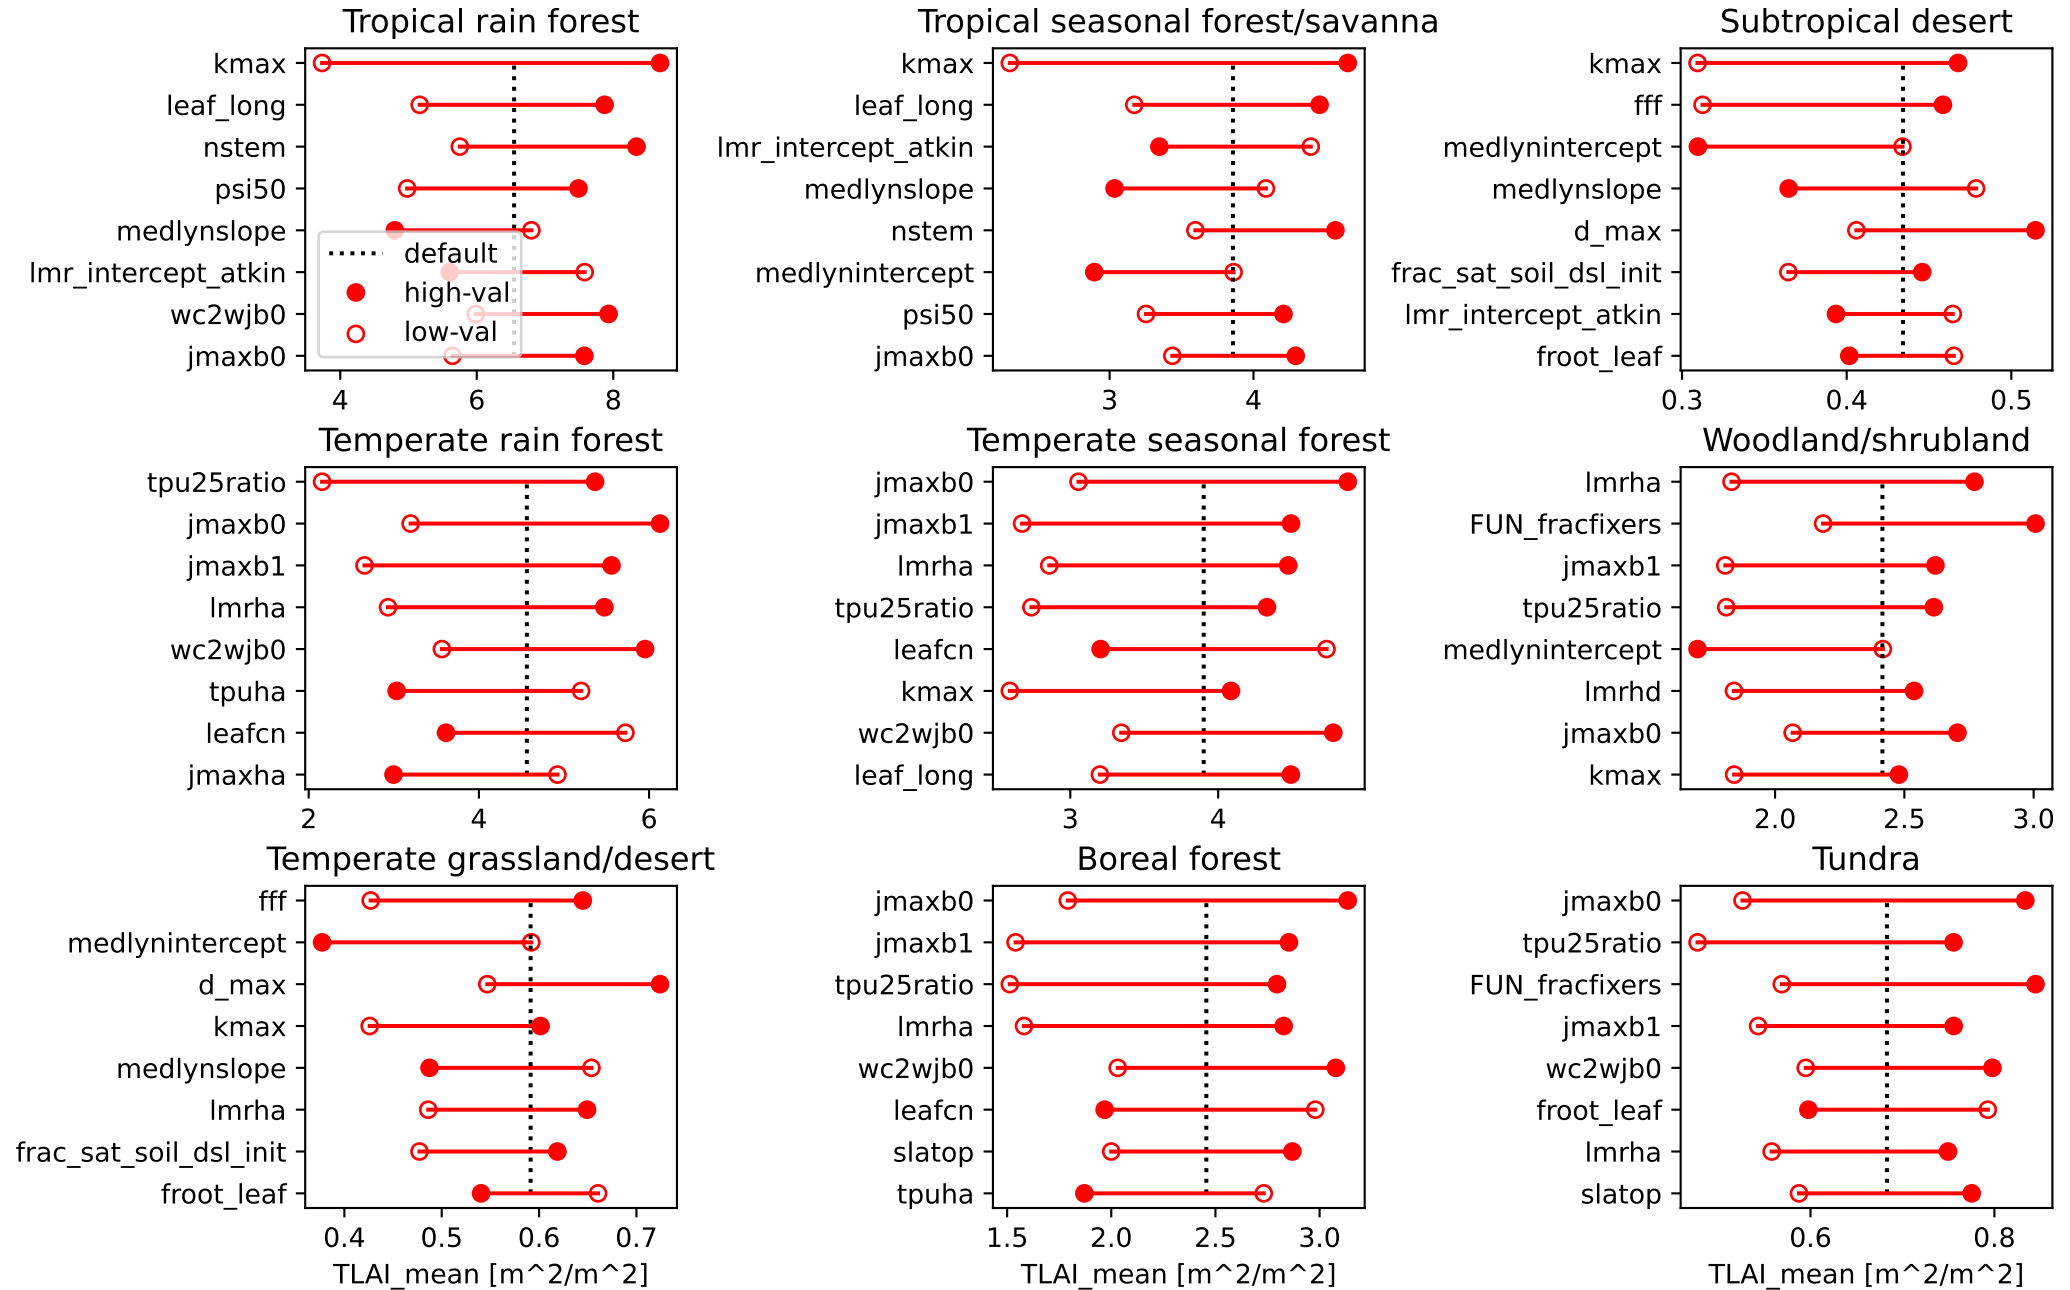 Tropical rain forest
kmax
leaf_long
nstem
psi50
medlynslope
lmr_intercept_atkin
wc2wjb0
jmaxb0
default
high-val
low-val
4 6 8
Tropical seasonal forest/savanna
kmax
leaf_long
lmr_intercept_atkin
medlynslope
nstem
medlynintercept
psi50
jmaxb0
3 4
Subtropical desert
kmax
fff
medlynintercept
medlynslope
d_max
frac_sat_soil_dsl_init
lmr_intercept_atkin
froot_leaf
0.3 0.4 0.5
Temperate rain forest
tpu25ratio
jmaxb0
jmaxb1
lmrha
wc2wjb0
tpuha
leafcn
jmaxha
2 4 6
Temperate seasonal forest
jmaxb0
jmaxb1
lmrha
tpu25ratio
leafcn
kmax
wc2wjb0
leaf_long
3 4
Woodland/shrubland
lmrha
FUN_fracfixers
jmaxb1
tpu25ratio
medlynintercept
lmrhd
jmaxb0
kmax
2.0 2.5 3.0
Temperate grassland/desert
fff
medlynintercept
d_max
kmax
medlynslope
lmrha
frac_sat_soil_dsl_init
froot_leaf
0.4 0.5 0.6 0.7
TLAI_mean [m^2/m^2]
Boreal forest
jmaxb0
jmaxb1
tpu25ratio
lmrha
wc2wjb0
leafcn
slatop
tpuha
1.5 2.0 2.5 3.0
TLAI_mean [m^2/m^2]
Tundra
jmaxb0
tpu25ratio
FUN_fracfixers
jmaxb1
wc2wjb0
froot_leaf
lmrha
slatop
0.6 0.8
TLAI_mean [m^2/m^2]